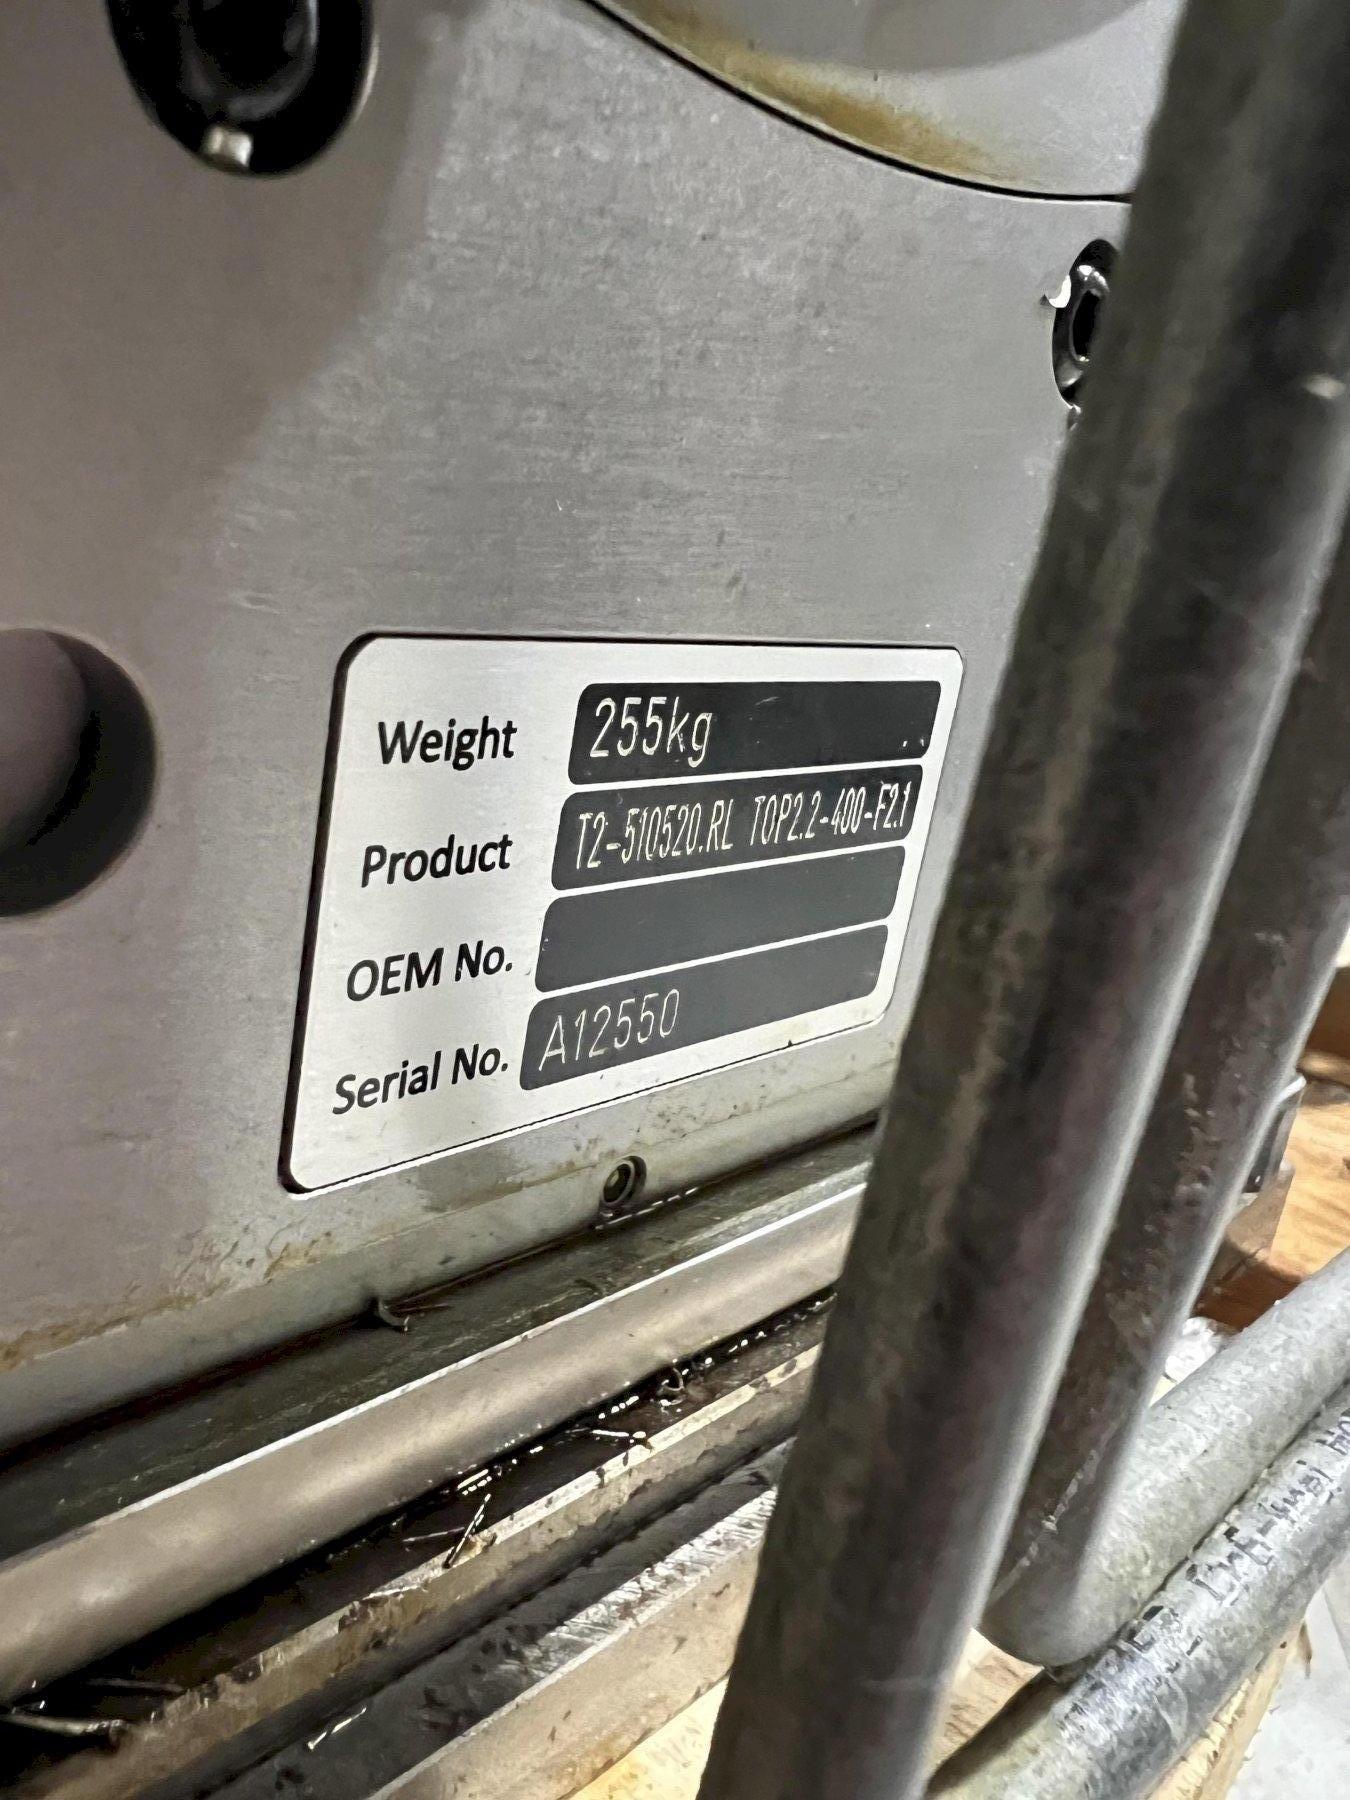 Weight 255kg
Product T2-510520.RL TOP2.2-400-F2.1
OEM No.
Serial No. A12550